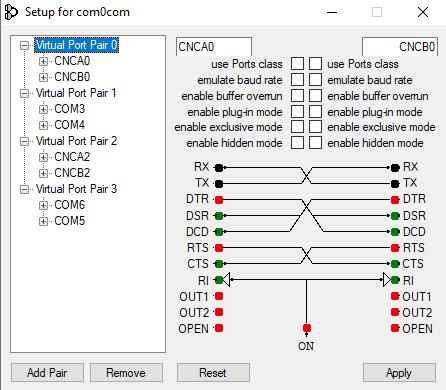 Setup for com0com
Virtual Port Pair 0
CNCA0
CNCB0
Virtual Port Pair 1
COM3
COM4
Virtual Port Pair 2
CNCA2
CNCB2
Virtual Port Pair 3
COM6
COM5
CNCA0 CNCB0
use Ports class use Ports class
emulate baud rate emulate baud rate
enable buffer overrun enable buffer overrun
enable plug-in mode enable plug-in mode
enable exclusive mode enable exclusive mode
enable hidden mode enable hidden mode
RX RX
TX TX
DTR DTR
DSR DSR
DCD DCD
RTS RTS
CTS CTS
RI RI
OUT1 OUT1
OUT2 OUT2
OPEN OPEN
ON
Add Pair Remove Reset Apply